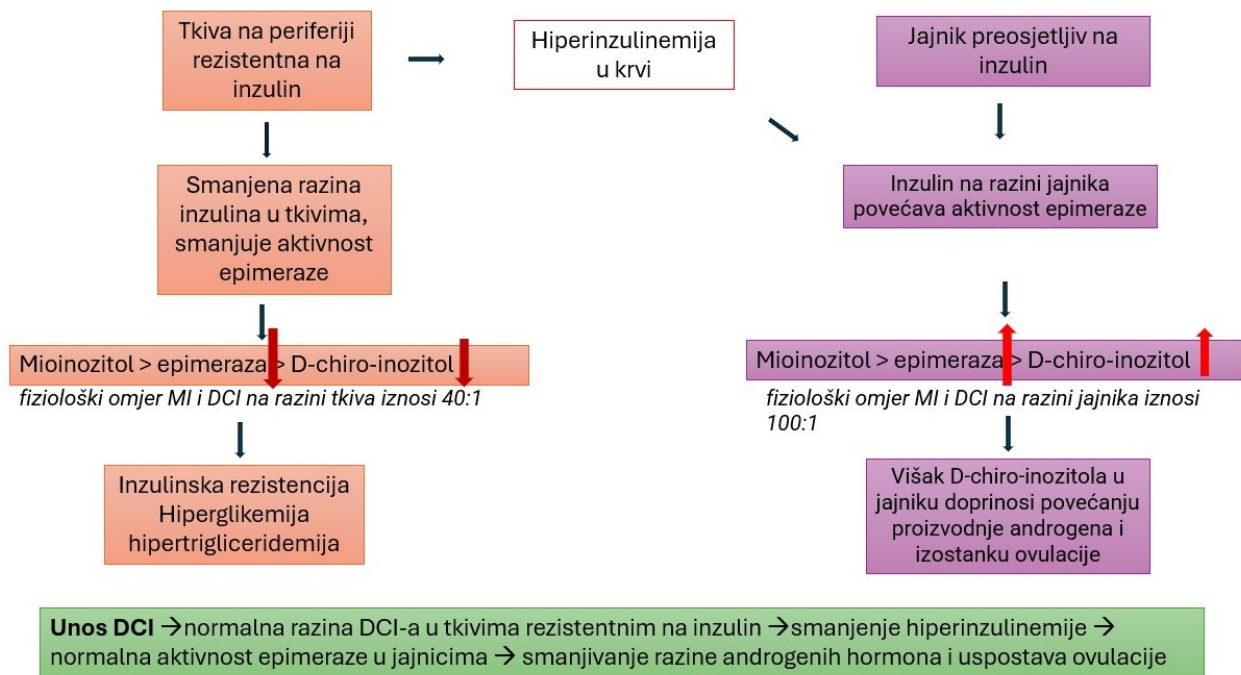 Tkiva na periferiji
rezistentna na
inzulin
Hiperinzulinemija
u krvi
Jajnik preosjetljiv na
inzulin
Smanjena razina
inzulina u tkivima,
smanjuje aktivnost
epimeraze
Inzulin na razini jajnika
povećava aktivnost epimeraze
Mioinozitol > epimeraza > D-chiro-inozitol
fiziološki omjer MI i DCI na razini tkiva iznosi 40:1
Mioinozitol > epimeraza > D-chiro-inozitol
fiziološki omjer MI i DCI na razini jajnika iznosi
100:1
Inzulinska rezistencija
Hiperglikemija
hipertrigliceridemija
Višak D-chiro-inozitola u
jajniku doprinosi povećanju
proizvodnje androgena i
izostanku ovulacije
Unos DCI →normalna razina DCI-a u tkivima rezistentnim na inzulin →smanjenje hiperinzulinemije →
normalna aktivnost epimeraze u jajnicima → smanjivanje razine androgenih hormona i uspostava ovulacije